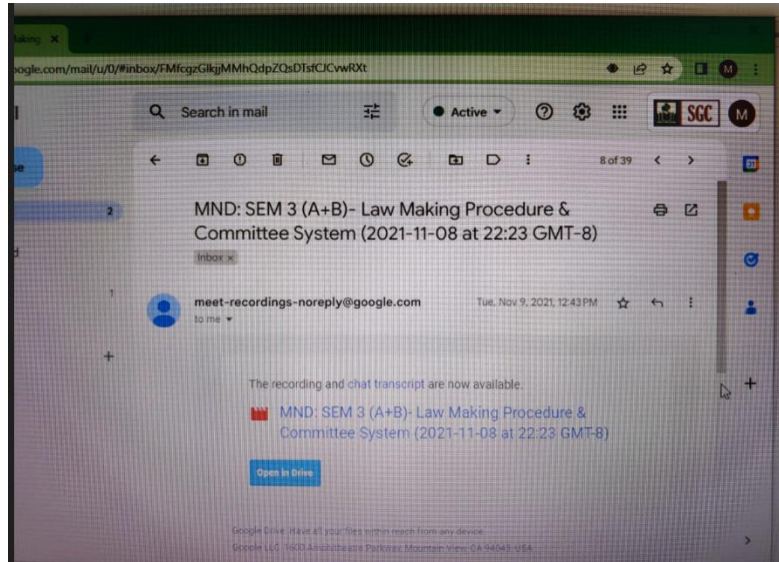 laking
oogle.com/mail/u/0/#inbox/FMfcgzGlkjjMMhQdpZQsDTsfCJCvwRXt
M
Search in mail
Active
SGC
M
8 of 39
2
MND: SEM 3 (A+B)- Law Making Procedure &
Committee System (2021-11-08 at 22:23 GMT-8)
Inbox x
1
meet-recordings-noreply@google.com Tue, Nov 9, 2021, 12:43 PM
to me
The recording and chat transcript are now available.
MND: SEM 3 (A+B)- Law Making Procedure &
Committee System (2021-11-08 at 22:23 GMT-8)
Open in Drive
Google Drive: Have all your files within reach from any device.
Google LLC, 1600 Amphitheatre Parkway, Mountain View, CA 94043, USA